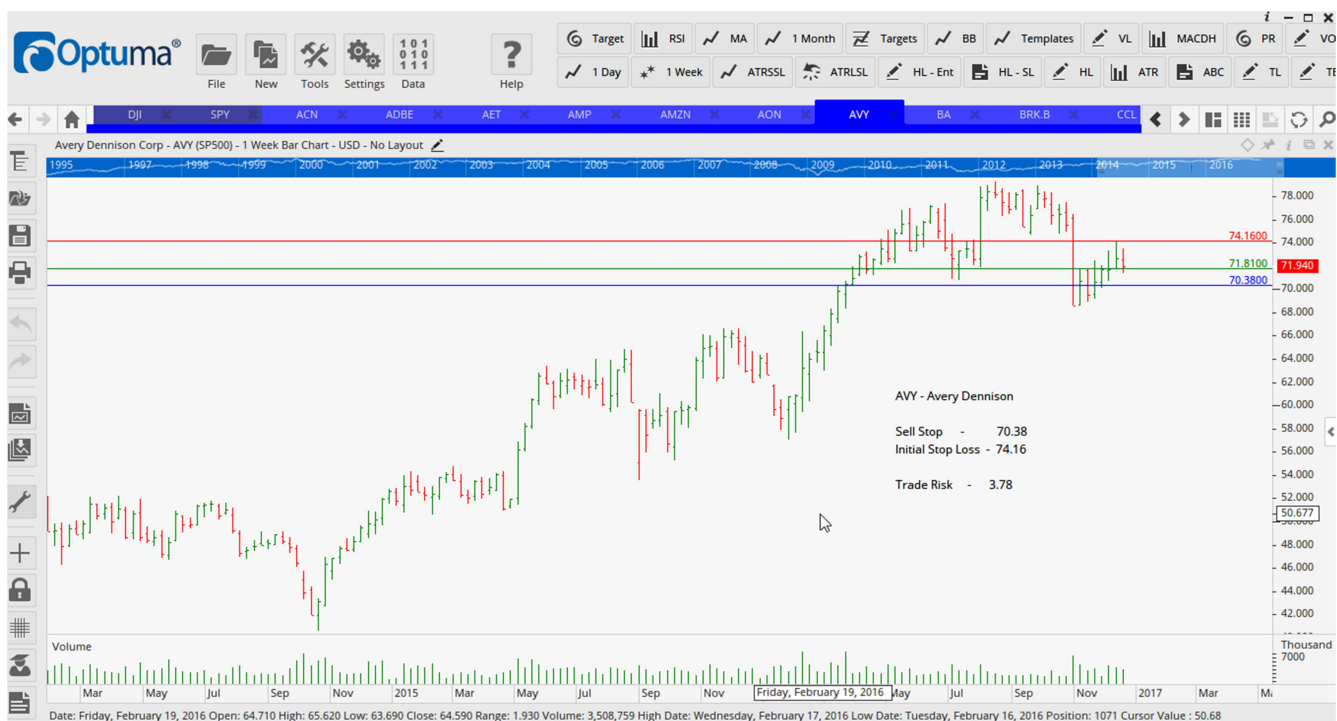 i
Optuma®
File
New
Tools
Settings
101
010
111
Data
?
Help
Target
RSI
MA
1 Month
Targets
BB
Templates
VL
MACDH
PR
VO
1 Day
1 Week
ATRSSL
ATRLSL
HL - Ent
HL - SL
HL
ATR
ABC
TL
DJI
SPY
ACN
ADBE
AET
AMP
AMZN
AON
AVY
BA
BRK.B
CCL
Avery Dennison Corp - AVY (SP500) - 1 Week Bar Chart - USD - No Layout
i
1995 1997 1998 1999 2000 2001 2002 2003 2004 2005 2006 2007 2008 2009 2010 2011 2012 2013 2014 2015 2016
78.000
76.000
74.1600
74.000
71.8100
71.940
70.3800
70.000
68.000
66.000
64.000
62.000
60.000
58.000
56.000
54.000
52.000
50.677
48.000
46.000
44.000
42.000
AVY - Avery Dennison
Sell Stop - 70.38
Initial Stop Loss - 74.16
Trade Risk - 3.78
Volume
Thousand
7000
Mar May Jul Sep Nov 2015 Mar May Jul Sep Nov Friday, February 19, 2016 May Jul Sep Nov 2017 Mar
Date: Friday, February 19, 2016 Open: 64.710 High: 65.620 Low: 63.690 Close: 64.590 Range: 1.930 Volume: 3,508,759 High Date: Wednesday, February 17, 2016 Low Date: Tuesday, February 16, 2016 Position: 1071 Cursor Value : 50.68